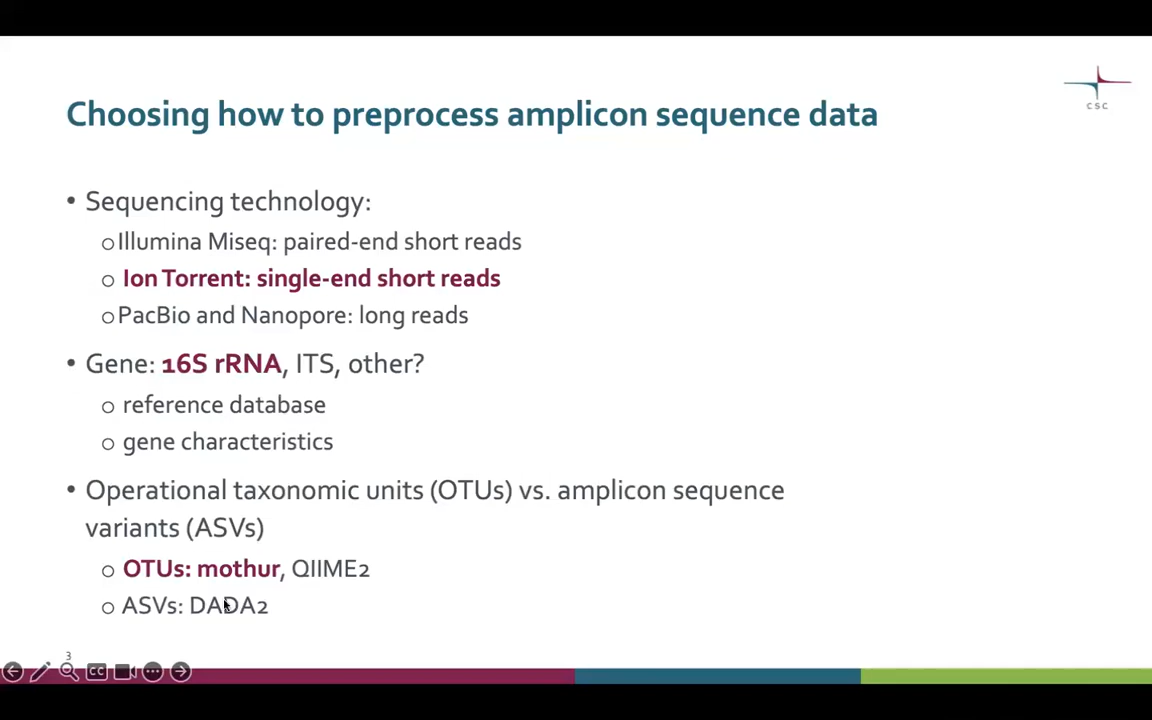 CSC
Choosing how to preprocess amplicon sequence data
• Sequencing technology:
o Illumina Miseq: paired-end short reads
o Ion Torrent: single-end short reads
o PacBio and Nanopore: long reads
• Gene: 16S rRNA, ITS, other?
o reference database
o gene characteristics
• Operational taxonomic units (OTUs) vs. amplicon sequence
variants (ASVs)
o OTUs: mothur, QIIME2
o ASVs: DADA2
3
CC